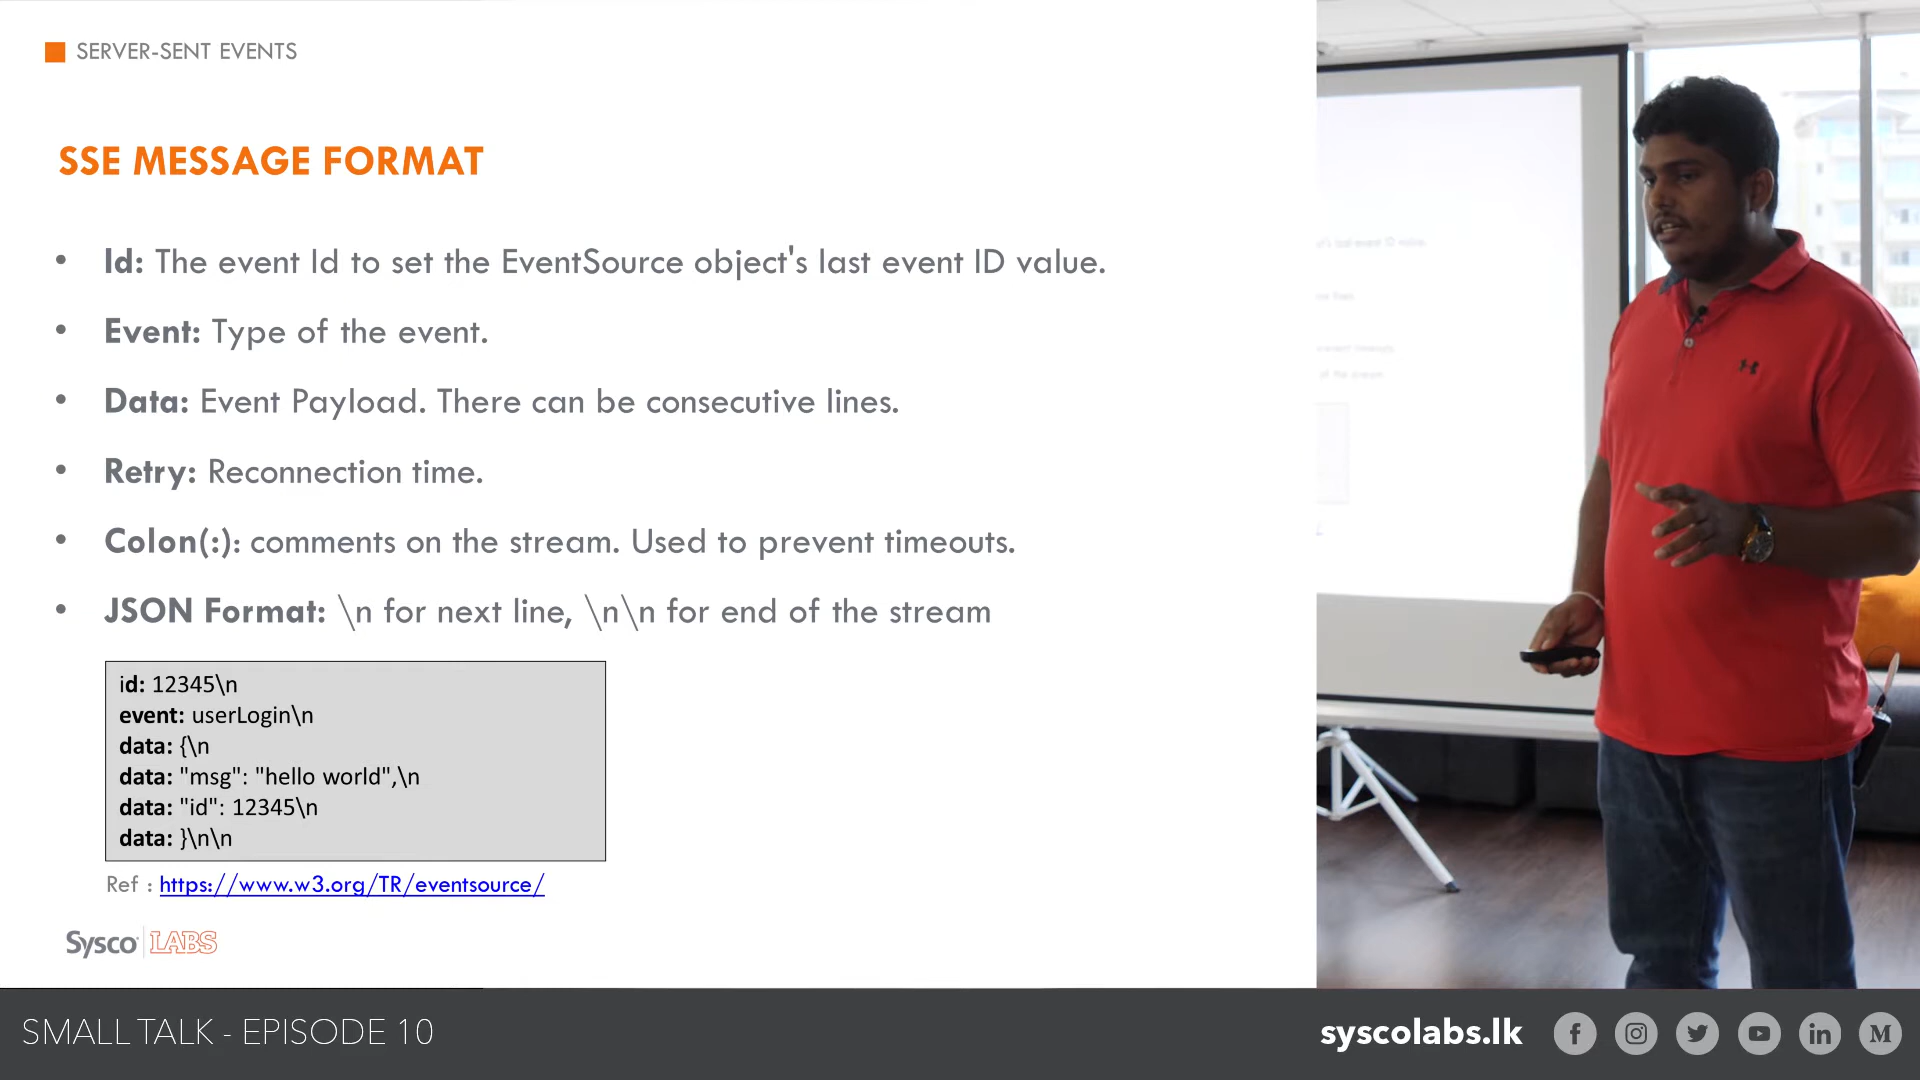 SERVER-SENT EVENTS
SSE MESSAGE FORMAT
• Id: The event Id to set the EventSource object's last event ID value.
• Event: Type of the event.
• Data: Event Payload. There can be consecutive lines.
• Retry: Reconnection time.
• Colon(:): comments on the stream. Used to prevent timeouts.
• JSON Format: \n for next line, \n\n for end of the stream
id: 12345\n
event: userLogin\n
data: {\n
data: "msg": "hello world",\n
data: "id": 12345\n
data: }\n\n
Ref : https://www.w3.org/TR/eventsource/
Sysco LABS
SMALL TALK - EPISODE 10
syscolabs.lk